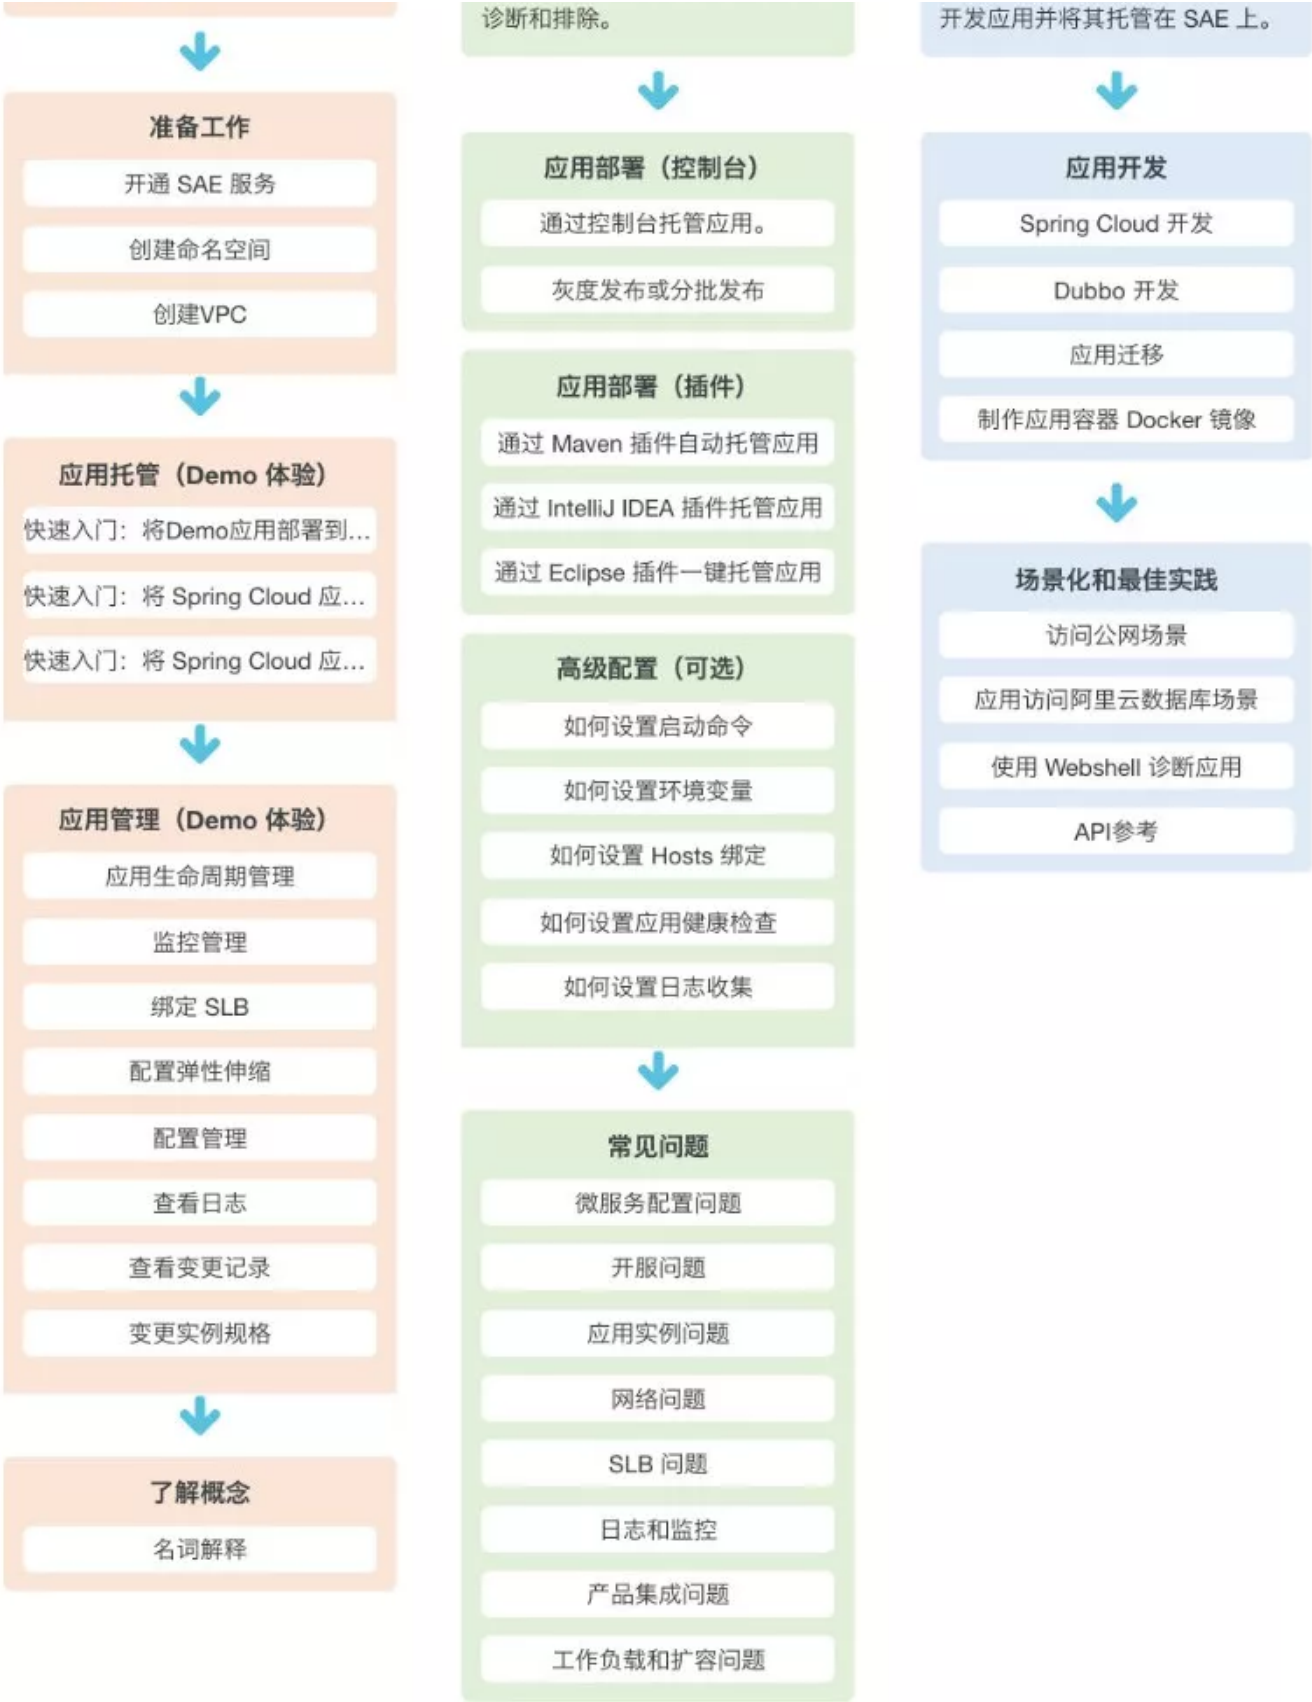 准备工作
开通 SAE 服务
创建命名空间
创建VPC
应用托管（Demo 体验）
快速入门：将Demo应用部署到...
快速入门：将 Spring Cloud 应...
快速入门：将 Spring Cloud 应...
应用管理（Demo 体验）
应用生命周期管理
监控管理
绑定 SLB
配置弹性伸缩
配置管理
查看日志
查看变更记录
变更实例规格
了解概念
名词解释
诊断和排除。
应用部署（控制台）
通过控制台托管应用。
灰度发布或分批发布
应用部署（插件）
通过 Maven 插件自动托管应用
通过 IntelliJ IDEA 插件托管应用
通过 Eclipse 插件一键托管应用
高级配置（可选）
如何设置启动命令
如何设置环境变量
如何设置 Hosts 绑定
如何设置应用健康检查
如何设置日志收集
常见问题
微服务配置问题
开服问题
应用实例问题
网络问题
SLB 问题
日志和监控
产品集成问题
工作负载和扩容问题
开发应用并将其托管在 SAE 上。
应用开发
Spring Cloud 开发
Dubbo 开发
应用迁移
制作应用容器 Docker 镜像
场景化和最佳实践
访问公网场景
应用访问阿里云数据库场景
使用 Webshell 诊断应用
API参考